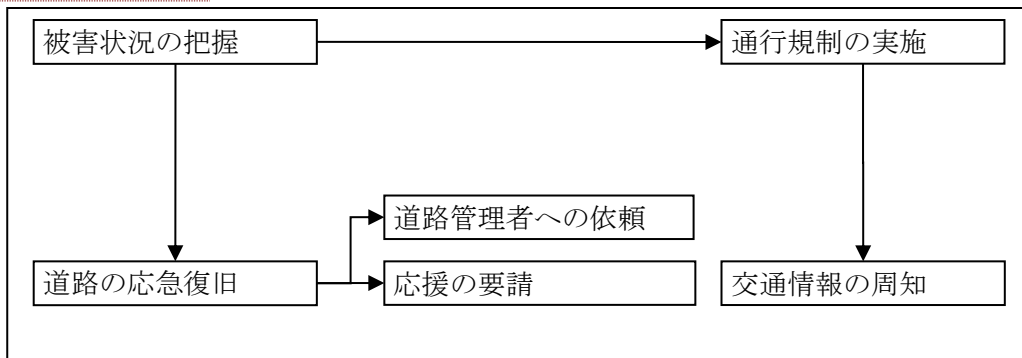 被害状況の把握
通行規制の実施
道路管理者への依頼
道路の応急復旧
応援の要請
交通情報の周知